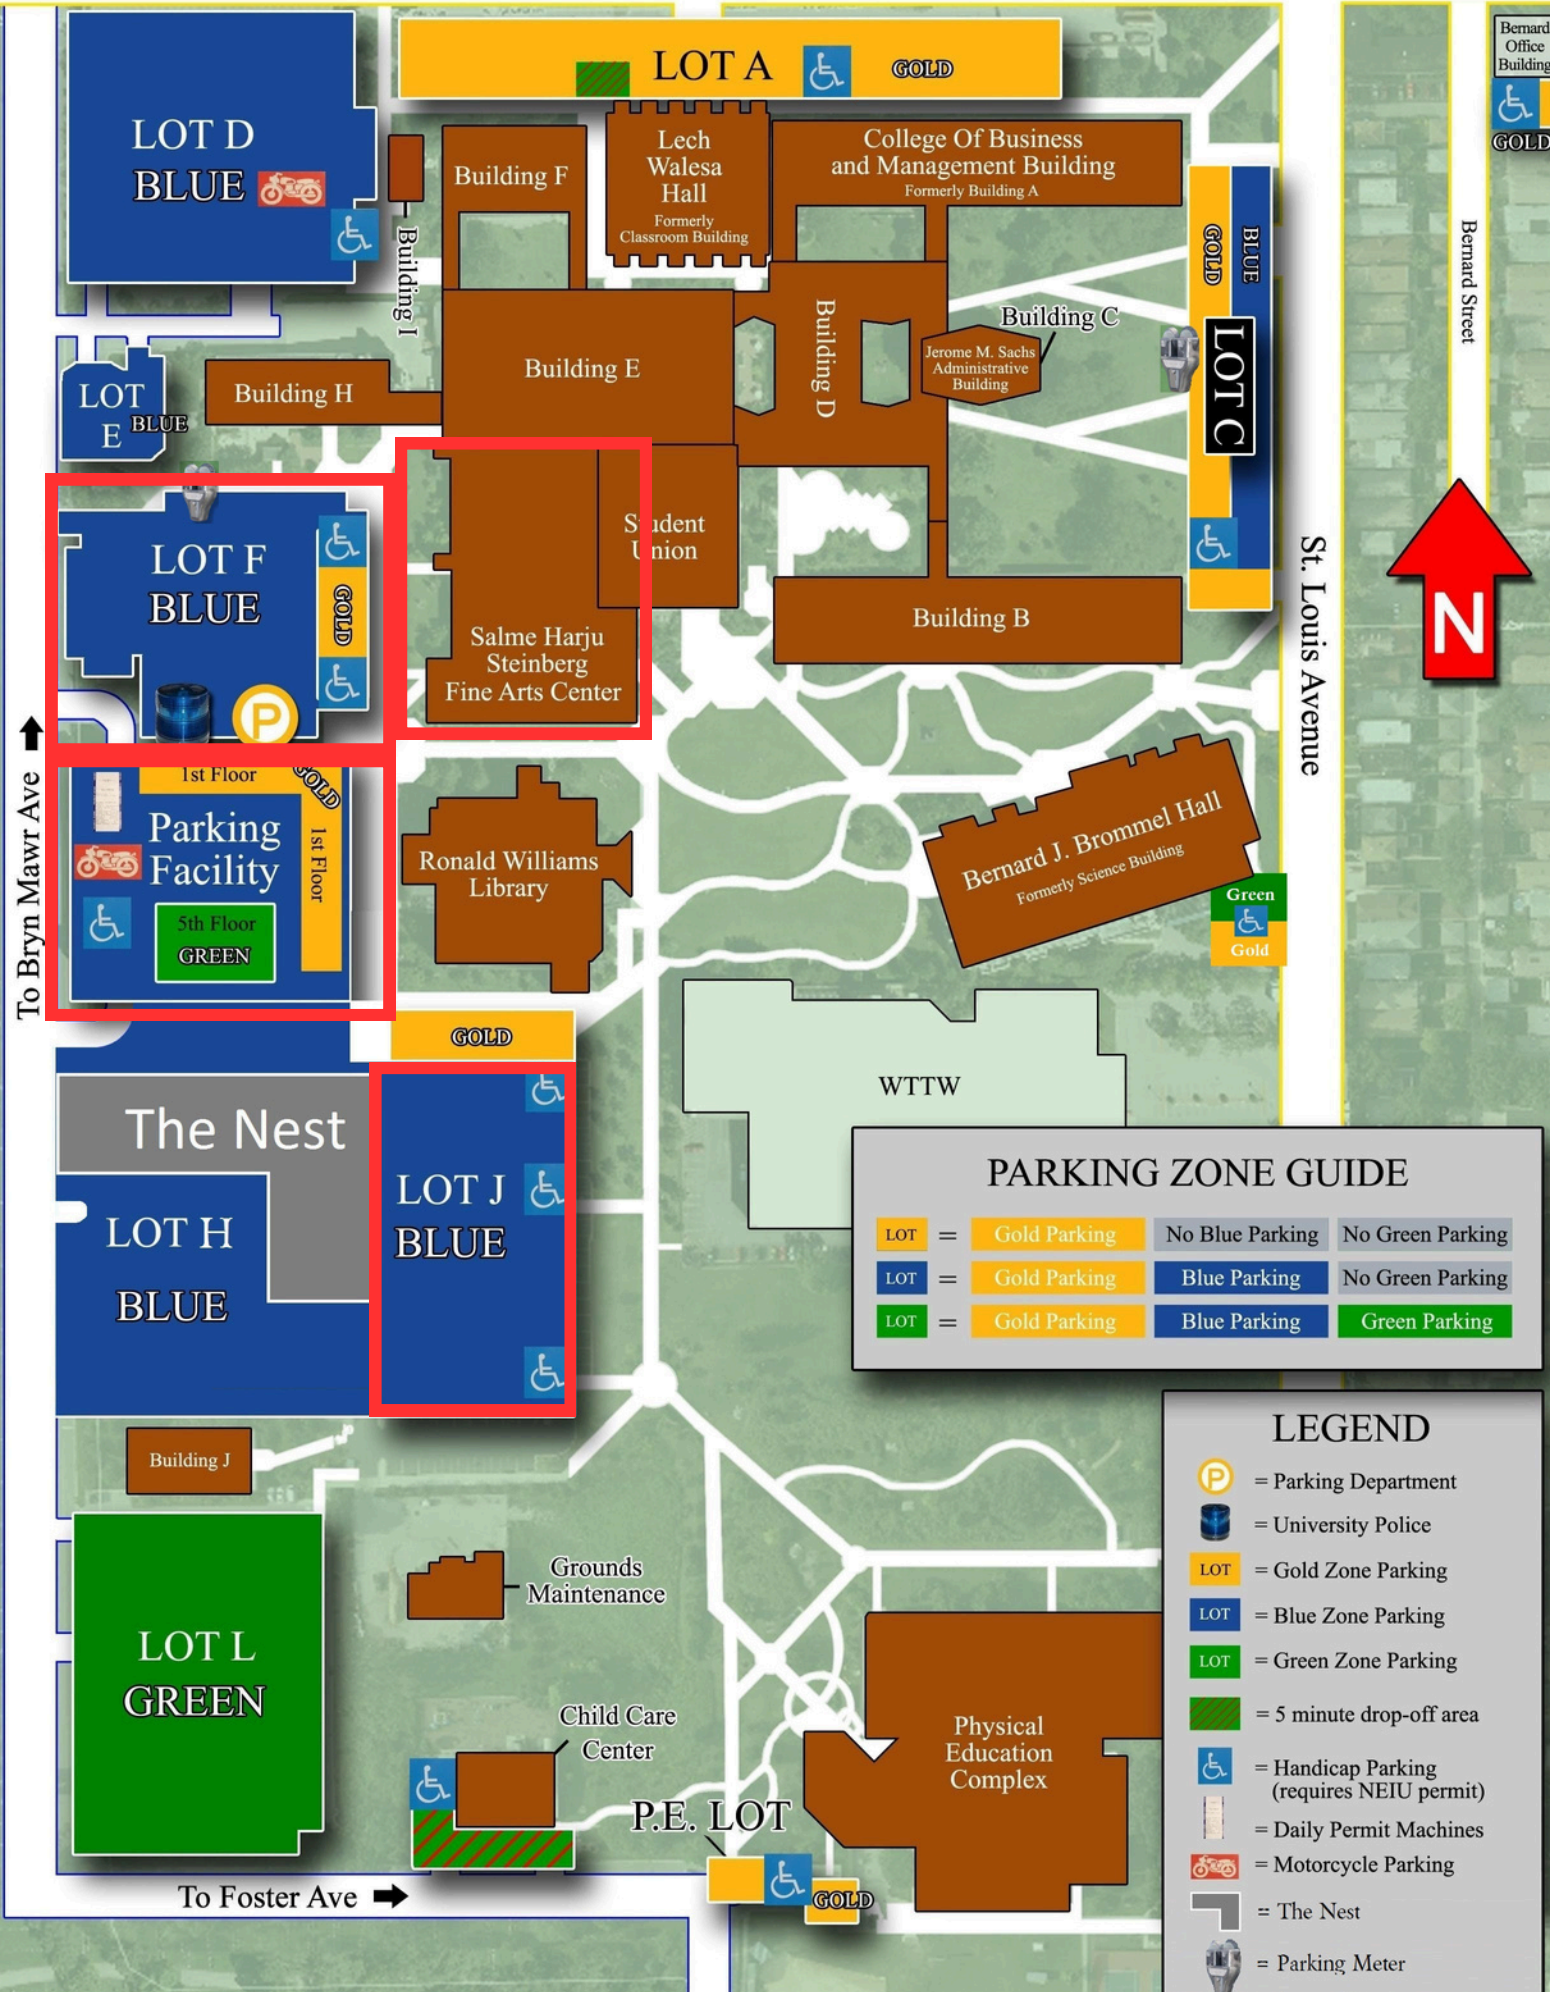 LOT A
GOLD
Bernard
Office
Building
GOLD
LOT D
BLUE
Building F
Lech
Walesa
Hall
Formerly
Classroom Building
College Of Business
and Management Building
Formerly Building A
Building I
GOLD
BLUE
LOT C
Bernard Street
Building E
Building D
Building C
Jerome M. Sachs
Administrative
Building
LOT
E
BLUE
Building H
LOT F
BLUE
GOLD
P
Student
Union
Salme Harju
Steinberg
Fine Arts Center
Building B
St. Louis Avenue
N
To Bryn Mawr Ave
1st Floor
GOLD
1st Floor
Parking
Facility
5th Floor
GREEN
Ronald Williams
Library
Bernard J. Brommel Hall
Formerly Science Building
Green
Gold
GOLD
WTTW
The Nest
LOT J
BLUE
LOT H
BLUE
PARKING ZONE GUIDE
LOT = Gold Parking No Blue Parking No Green Parking
LOT = Gold Parking Blue Parking No Green Parking
LOT = Gold Parking Blue Parking Green Parking
Building J
Grounds
Maintenance
LOT L
GREEN
Child Care
Center
Physical
Education
Complex
P.E. LOT
GOLD
To Foster Ave
LEGEND
P = Parking Department
= University Police
LOT = Gold Zone Parking
LOT = Blue Zone Parking
LOT = Green Zone Parking
= 5 minute drop-off area
= Handicap Parking
(requires NEIU permit)
= Daily Permit Machines
= Motorcycle Parking
= The Nest
= Parking Meter